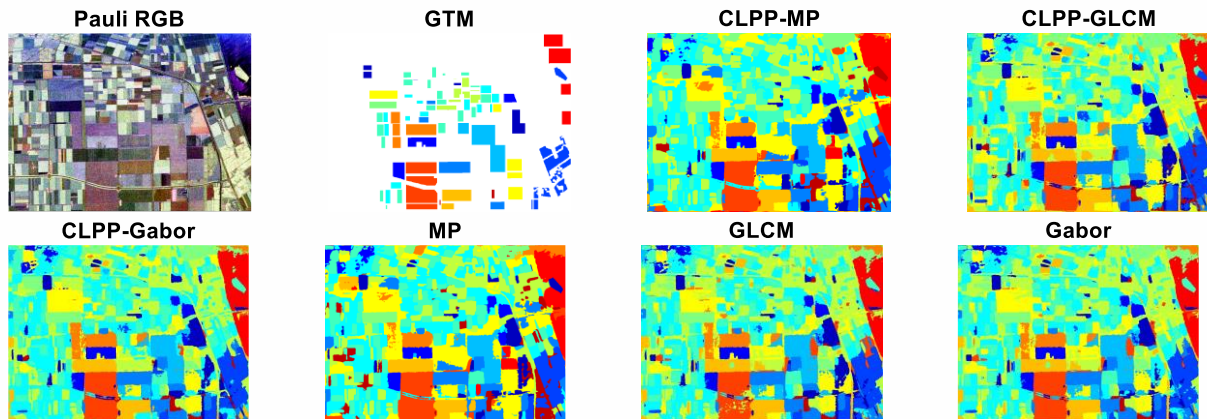 Pauli RGB
GTM
CLPP-MP
CLPP-GLCM
CLPP-Gabor
MP
GLCM
Gabor